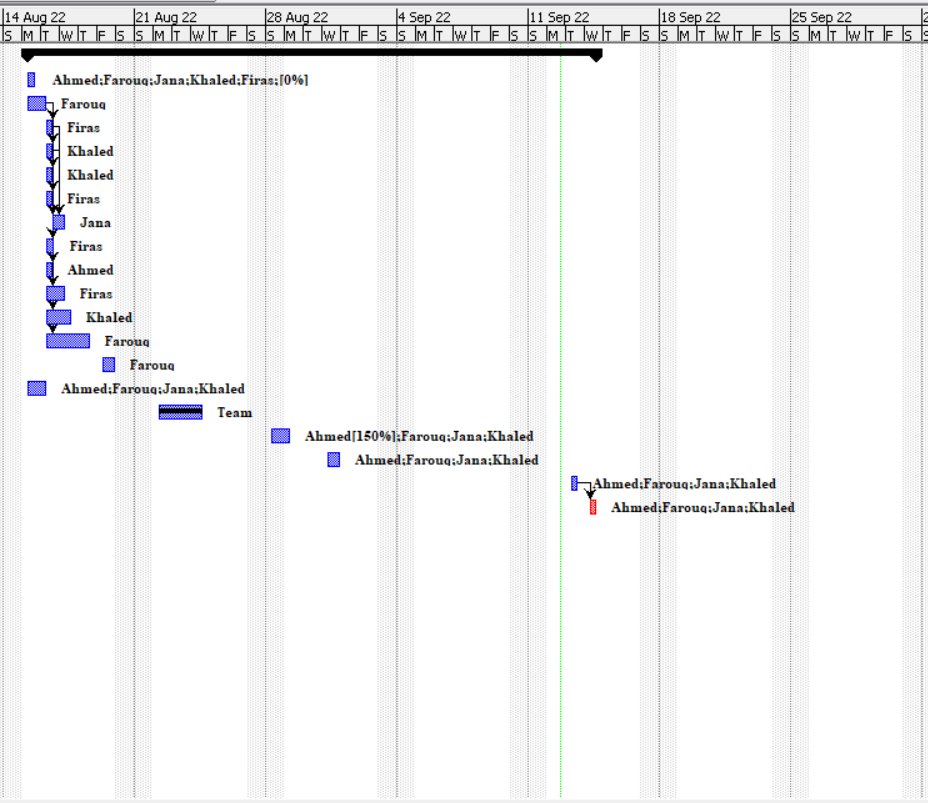 14 Aug 22 21 Aug 22 28 Aug 22 4 Sep 22 11 Sep 22 18 Sep 22 25 Sep 22 2
S M T W T F S S M T W T F S S M T W T F S S M T W T F S S M T W T F S S M T W T F S S M T W T F S S
Ahmed;Farouq;Jana;Khaled;Firas;[0%]
Farouq
Firas
Khaled
Khaled
Firas
Jana
Firas
Ahmed
Firas
Khaled
Farouq
Farouq
Ahmed;Farouq;Jana;Khaled
Team
Ahmed[150%];Farouq;Jana;Khaled
Ahmed;Farouq;Jana;Khaled
Ahmed;Farouq;Jana;Khaled
Ahmed;Farouq;Jana;Khaled